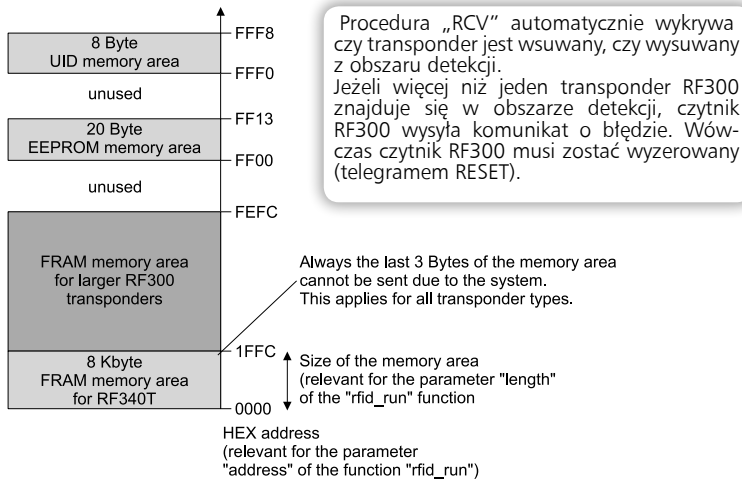 FFF8
8 Byte
UID memory area
FFF0
unused
FF13
20 Byte
EEPROM memory area
FF00
unused
FEFC
FRAM memory area
for larger RF300
transponders
1FFC
8 Kbyte
FRAM memory area
for RF340T
0000
Procedura „RCV” automatycznie wykrywa
czy transponder jest wsuwany, czy wysuwany
z obszaru detekcji.
Jeżeli więcej niż jeden transponder RF300
znajduje się w obszarze detekcji, czytnik
RF300 wysyła komunikat o błędzie. Wów-
czas czytnik RF300 musi zostać wyzerowany
(telegramem RESET).
Always the last 3 Bytes of the memory area
cannot be sent due to the system.
This applies for all transponder types.
Size of the memory area
(relevant for the parameter "length"
of the "rfid_run" function
HEX address
(relevant for the parameter
"address" of the function "rfid_run")